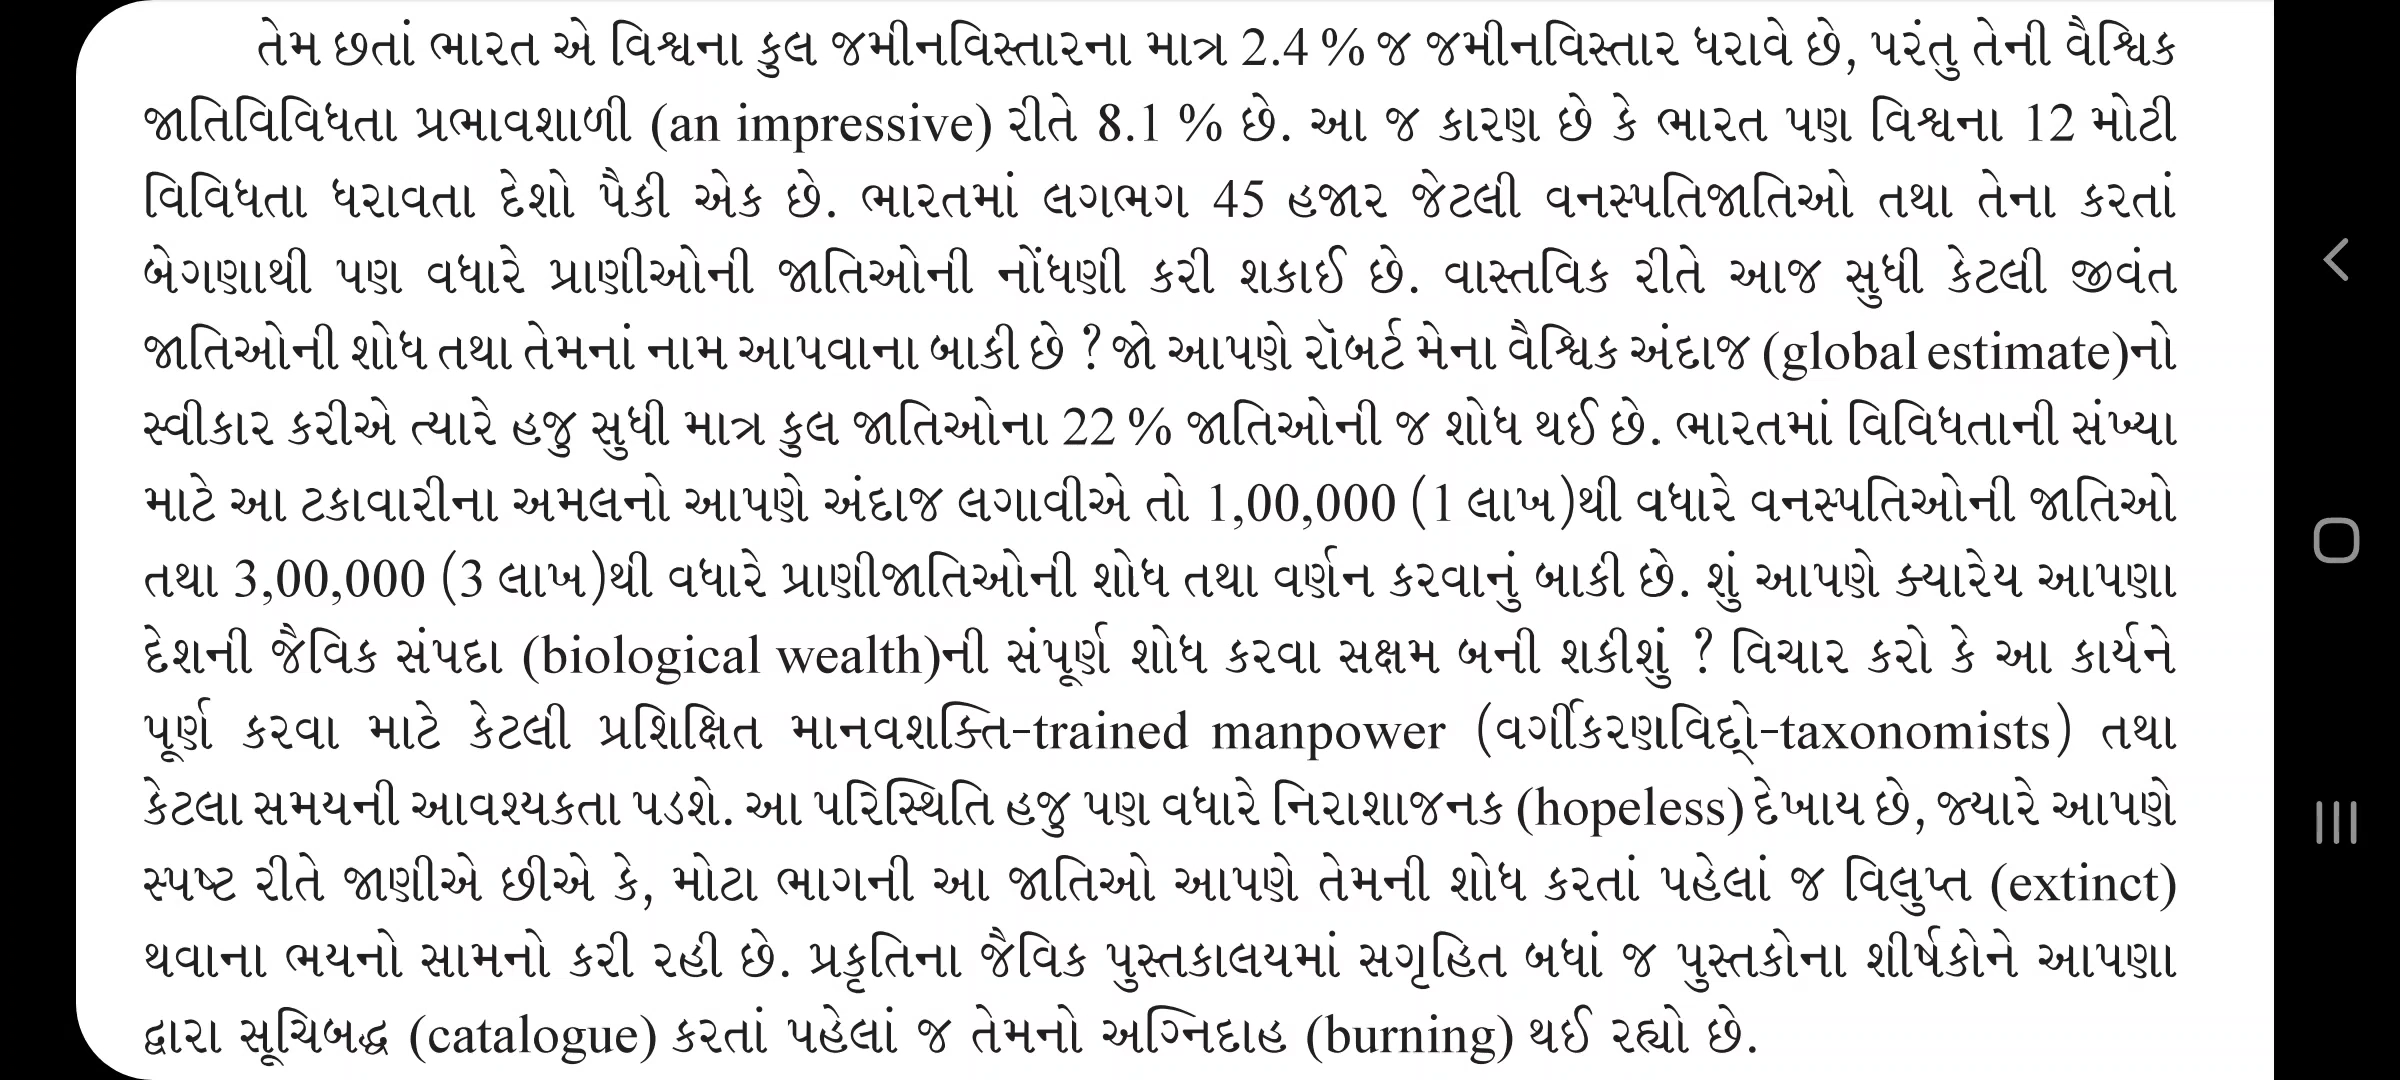 તેમ છતાં ભારત એ વિશ્વના કુલ જમીનવિસ્તારના માત્ર 2.4 % જ જમીનવિસ્તાર ધરાવે છે, પરંતુ તેની વૈશ્વિક
જાતિવિવિધતા પ્રભાવશાળી (an impressive) રીતે 8.1 % છે. આ જ કારણ છે કે ભારત પણ વિશ્વના 12 મોટી
વિવિધતા ધરાવતા દેશો પૈકી એક છે. ભારતમાં લગભગ 45 હજાર જેટલી વનસ્પતિજાતિઓ તથા તેના કરતાં
બેગણાથી પણ વધારે પ્રાણીઓની જાતિઓની નોંધણી કરી શકાઈ છે. વાસ્તવિક રીતે આજ સુધી કેટલી જીવંત
જાતિઓની શોધ તથા તેમનાં નામ આપવાના બાકી છે ? જો આપણે રૉબર્ટ મેના વૈશ્વિક અંદાજ (global estimate)નો
સ્વીકાર કરીએ ત્યારે હજુ સુધી માત્ર કુલ જાતિઓના 22 % જાતિઓની જ શોધ થઈ છે. ભારતમાં વિવિધતાની સંખ્યા
માટે આ ટકાવારીના અમલનો આપણે અંદાજ લગાવીએ તો 1,00,000 (1 લાખ)થી વધારે વનસ્પતિઓની જાતિઓ
તથા 3,00,000 (3 લાખ)થી વધારે પ્રાણીજાતિઓની શોધ તથા વર્ણન કરવાનું બાકી છે. શું આપણે ક્યારેય આપણા
દેશની જૈવિક સંપદા (biological wealth)ની સંપૂર્ણ શોધ કરવા સક્ષમ બની શકીશું ? વિચાર કરો કે આ કાર્યને
પૂર્ણ કરવા માટે કેટલી પ્રશિક્ષિત માનવશક્તિ-trained manpower (વર્ગીકરણવિદ્દો-taxonomists) તથા
કેટલા સમયની આવશ્યકતા પડશે. આ પરિસ્થિતિ હજુ પણ વધારે નિરાશાજનક (hopeless) દેખાય છે, જ્યારે આપણે
સ્પષ્ટ રીતે જાણીએ છીએ કે, મોટા ભાગની આ જાતિઓ આપણે તેમની શોધ કરતાં પહેલાં જ વિલુપ્ત (extinct)
થવાના ભયનો સામનો કરી રહી છે. પ્રકૃતિના જૈવિક પુસ્તકાલયમાં સગૃહિત બધાં જ પુસ્તકોના શીર્ષકોને આપણા
દ્વારા સૂચિબદ્ધ (catalogue) કરતાં પહેલાં જ તેમનો અગ્નિદાહ (burning) થઈ રહ્યો છે.